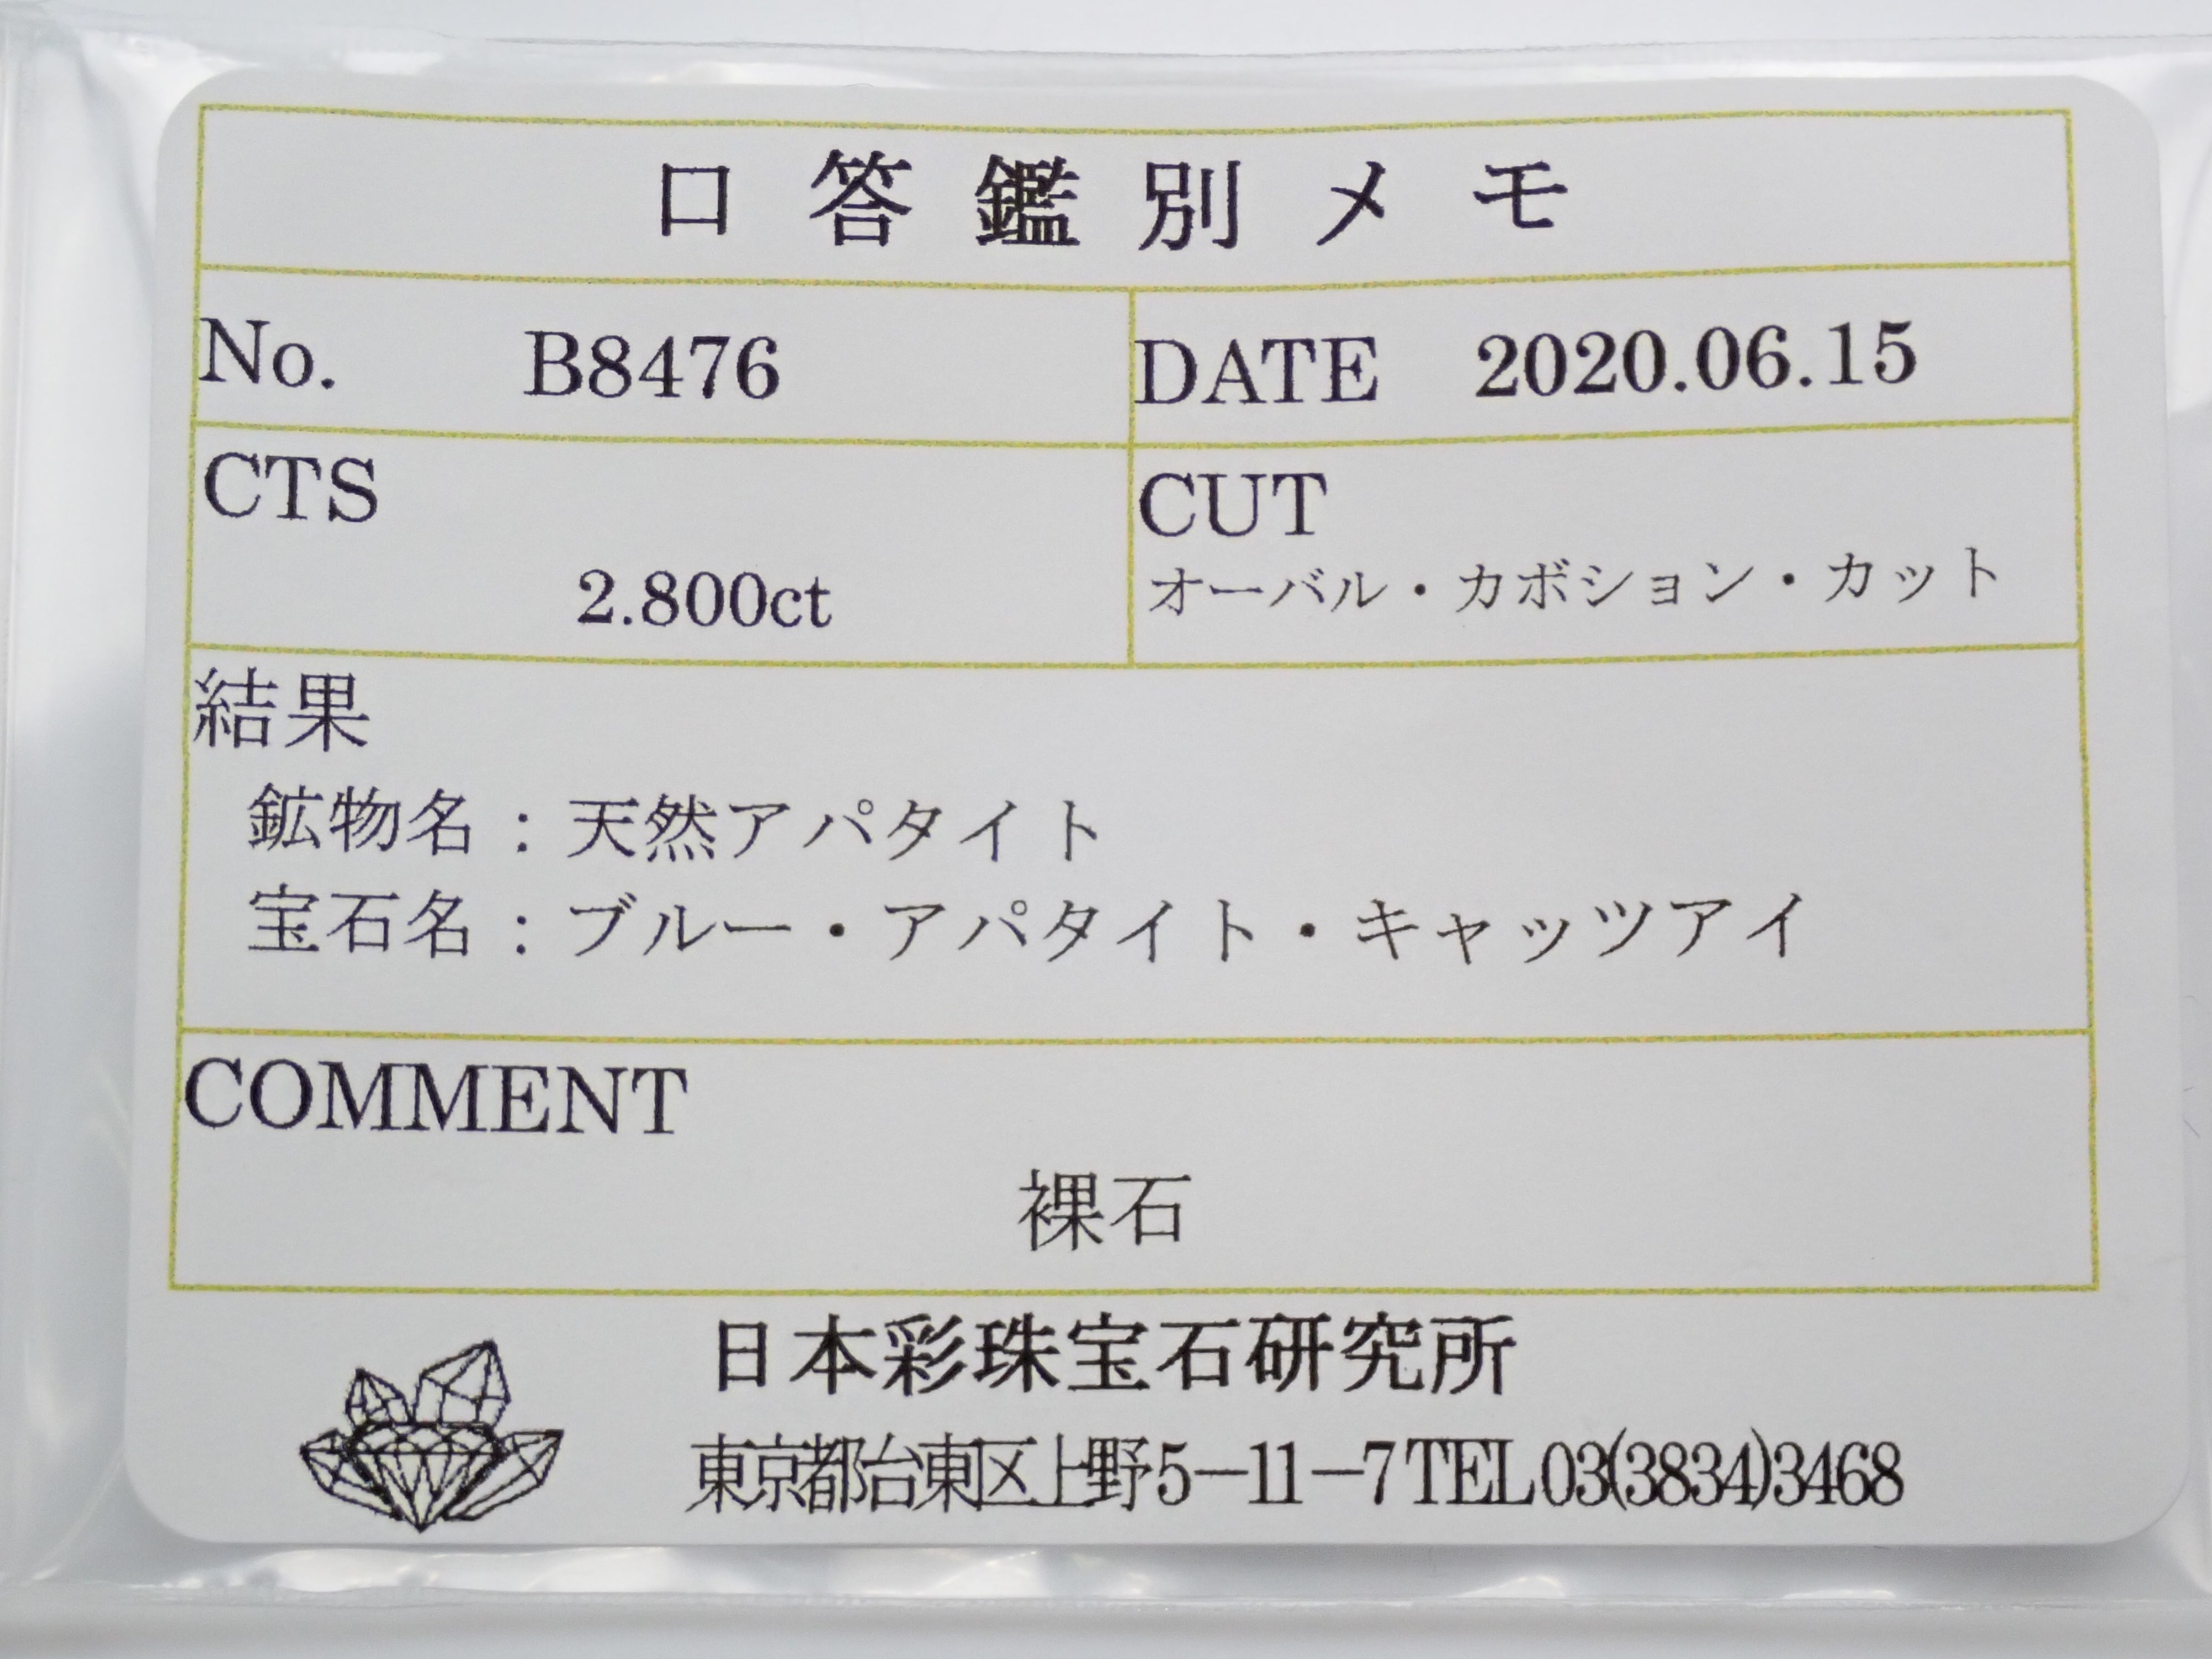 口答鑑別メモ
No. B8476 DATE 2020.06.15
CTS
2.800ct
CUT
オーバル・カボション・カット
結果
鉱物名：天然アパタイト
宝石名：ブルー・アパタイト・キャッツアイ
COMMENT
裸石
日本彩珠宝石研究所
東京都台東区上野5－11－7 TEL 03(3834)3468